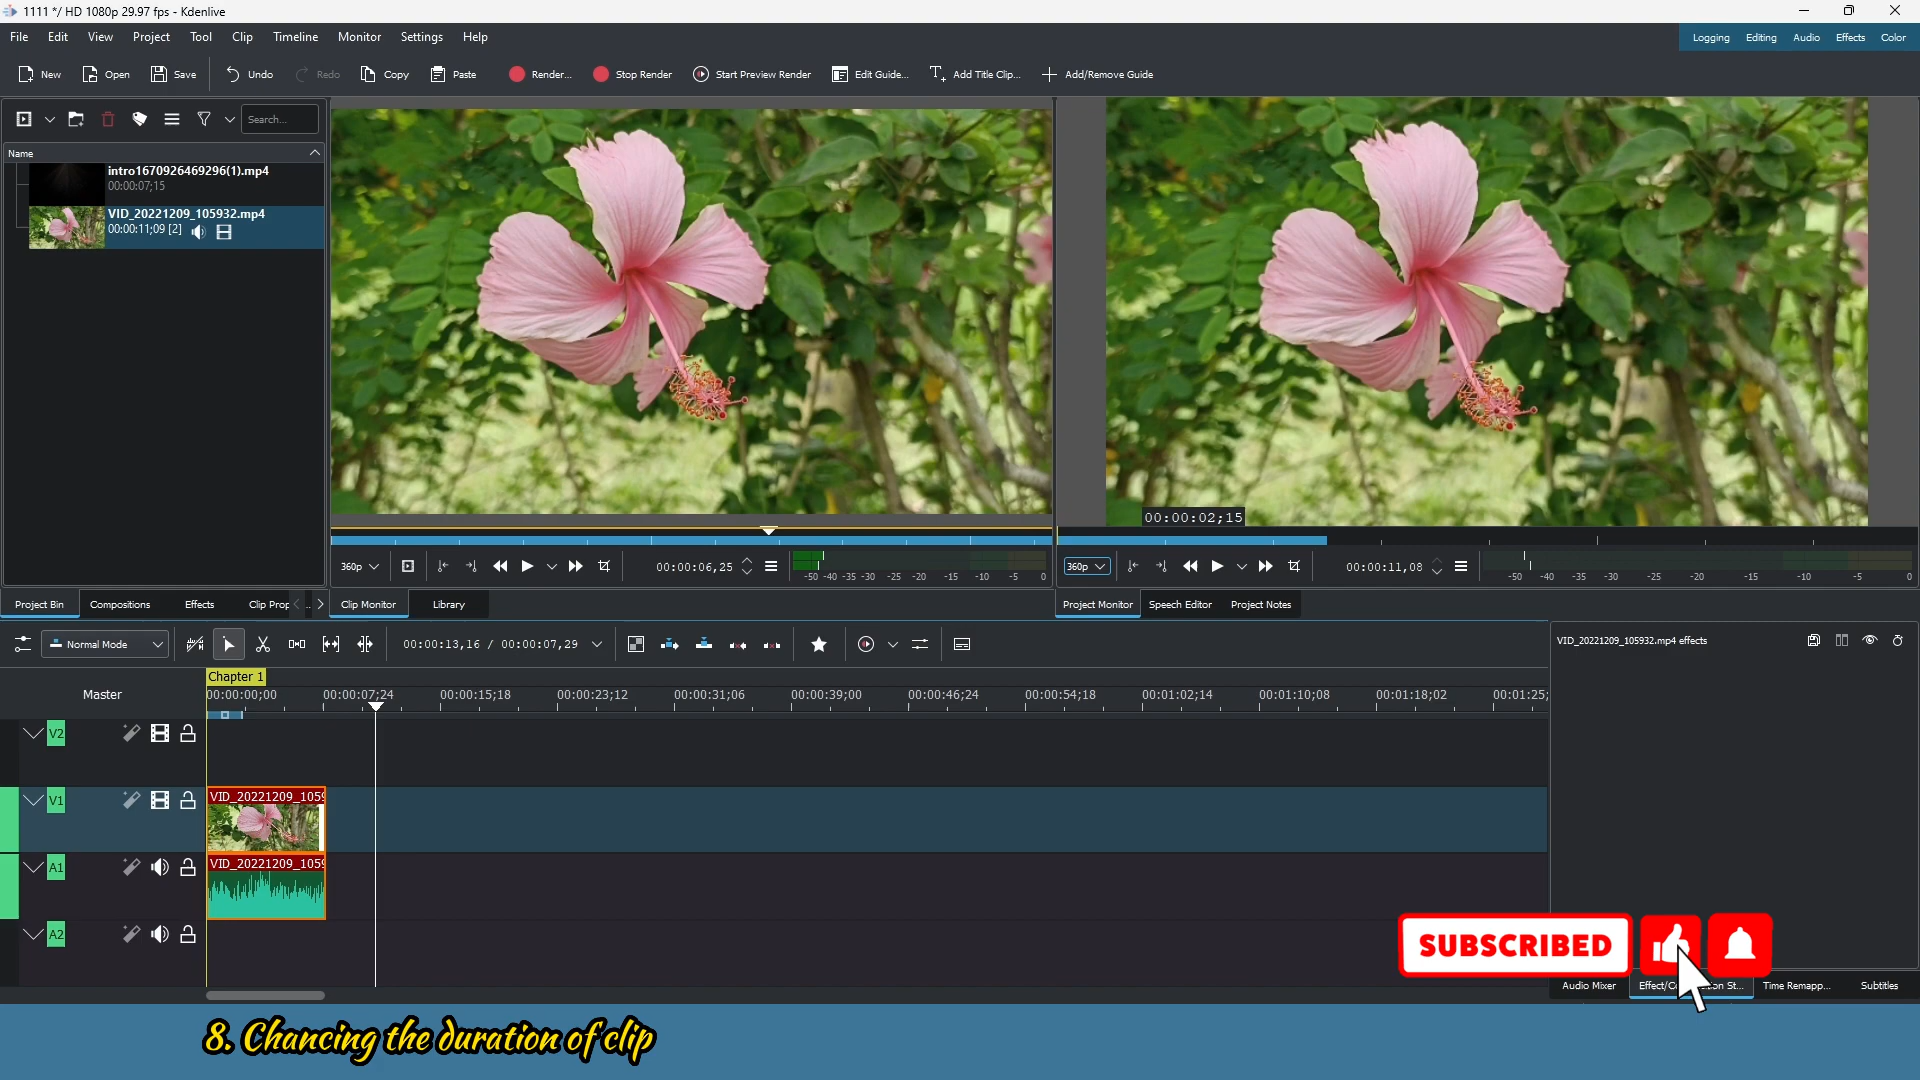 1111 */ HD 1080p 29.97 fps - Kdenlive
File Edit View Project Tool Clip Timeline Monitor Settings Help
Logging Editing Audio Effects Color
New Open Save Undo Redo Copy Paste Render... Stop Render Start Preview Render Edit Guide... Add Title Clip... Add/Remove Guide
Search...
Name
intro1670926469296(1).mp4
00:00:07;15
VID_20221209_105932.mp4
00:00:11;09 [2]
00:00:02;15
360p 00:00:06,25 -50 -40 -35 -30 -25 -20 -15 -10 -5 0
360p 00:00:11,08 -50 -40 -35 -30 -25 -20 -15 -10 -5 0
Project Bin Compositions Effects Clip Prop ... Clip Monitor Library
Project Monitor Speech Editor Project Notes
Normal Mode 00:00:13,16 / 00:00:07,29
VID_20221209_105932.mp4 effects
Chapter 1
Master
00:00:00;00 00:00:07;24 00:00:15;18 00:00:23;12 00:00:31;06 00:00:39;00 00:00:46;24 00:00:54;18 00:01:02;14 00:01:10;08 00:01:18;02 00:01:25;
V2
V1
VID_20221209_1059
A1
VID_20221209_1059
A2
SUBSCRIBED
Audio Mixer Effect/Co on St... Time Remapp... Subtitles
8. Chancing the duration of clip